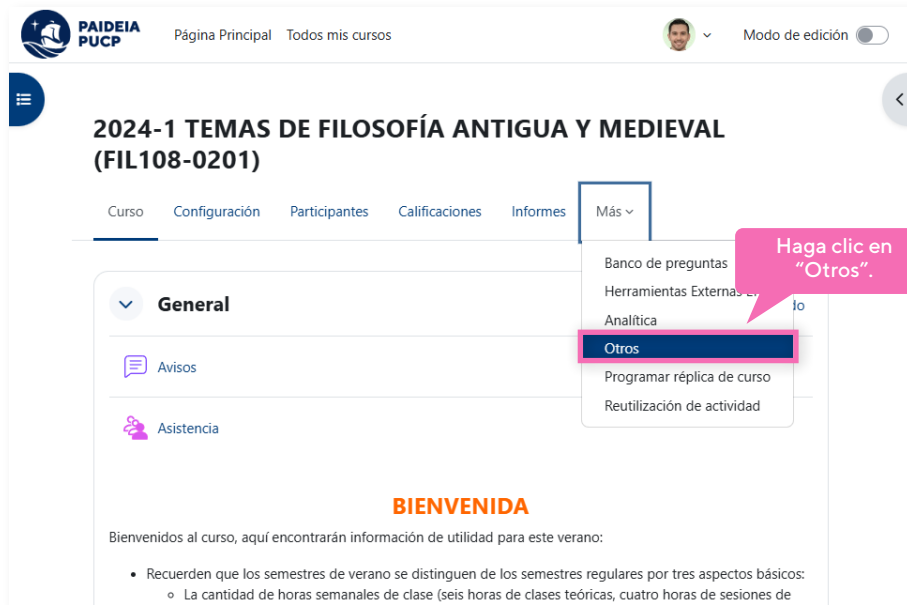 PAIDEIA
PUCP
Página Principal Todos mis cursos
Modo de edición
2024-1 TEMAS DE FILOSOFÍA ANTIGUA Y MEDIEVAL
(FIL108-0201)
Curso Configuración Participantes Calificaciones Informes Más
Haga clic en
“Otros”.
Banco de preguntas
Herramientas Externas
Analítica
Otros
Programar réplica de curso
Reutilización de actividad
General
Avisos
Asistencia
BIENVENIDA
Bienvenidos al curso, aquí encontrarán información de utilidad para este verano:
• Recuerden que los semestres de verano se distinguen de los semestres regulares por tres aspectos básicos:
◦ La cantidad de horas semanales de clase (seis horas de clases teóricas, cuatro horas de sesiones de